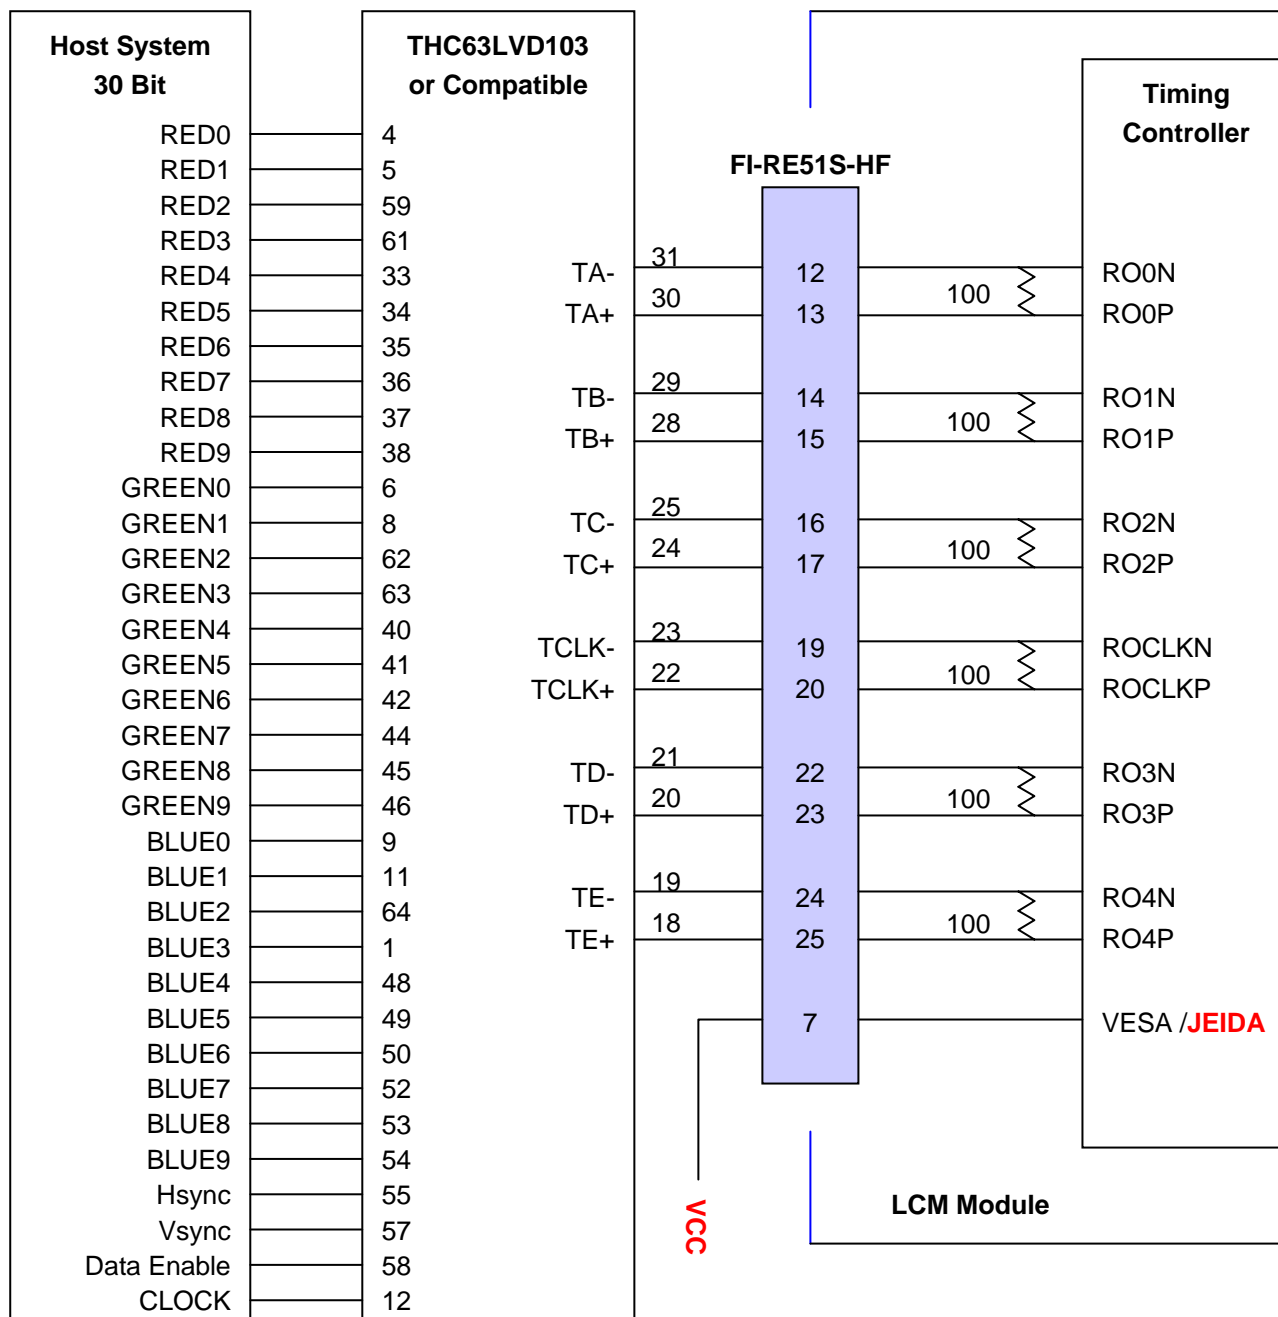 Host System
30 Bit
RED0
RED1
RED2
RED3
RED4
RED5
RED6
RED7
RED8
RED9
GREEN0
GREEN1
GREEN2
GREEN3
GREEN4
GREEN5
GREEN6
GREEN7
GREEN8
GREEN9
BLUE0
BLUE1
BLUE2
BLUE3
BLUE4
BLUE5
BLUE6
BLUE7
BLUE8
BLUE9
Hsync
Vsync
Data Enable
CLOCK
THC63LVD103
or Compatible
4
5
59
61
33
34
35
36
37
38
6
8
62
63
40
41
42
44
45
46
9
11
64
1
48
49
50
52
53
54
55
57
58
12
TA-
TA+
TB-
TB+
TC-
TC+
TCLK-
TCLK+
TD-
TD+
TE-
TE+
31
30
29
28
25
24
23
22
21
20
19
18
VCC
FI-RE51S-HF
12
13
14
15
16
17
19
20
22
23
24
25
7
100
100
100
100
100
100
Timing
Controller
RO0N
RO0P
RO1N
RO1P
RO2N
RO2P
ROCLKN
ROCLKP
RO3N
RO3P
RO4N
RO4P
VESA /JEIDA
LCM Module